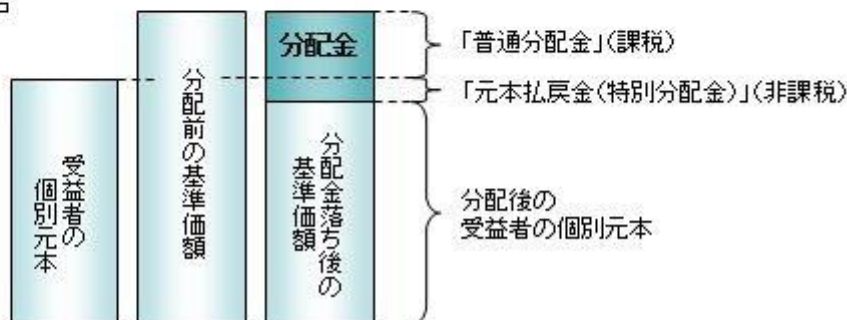 分配金
「普通分配金」(課税)
「元本払戻金(特別分配金)」(非課税)
受益者の
個別元本
分配前の基準価額
分配金落ち後の
基準価額
分配後の
受益者の個別元本